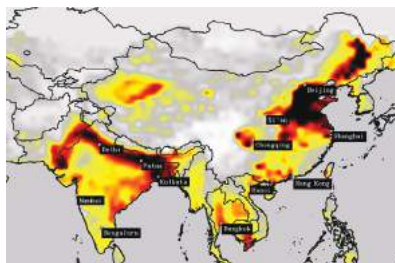 Beijing
Xi'an
Shanghai
Chongqing
Delhi
Patna
Kolkata
Hong Kong
Hanoi
Mumbai
Bangkok
Bengaluru